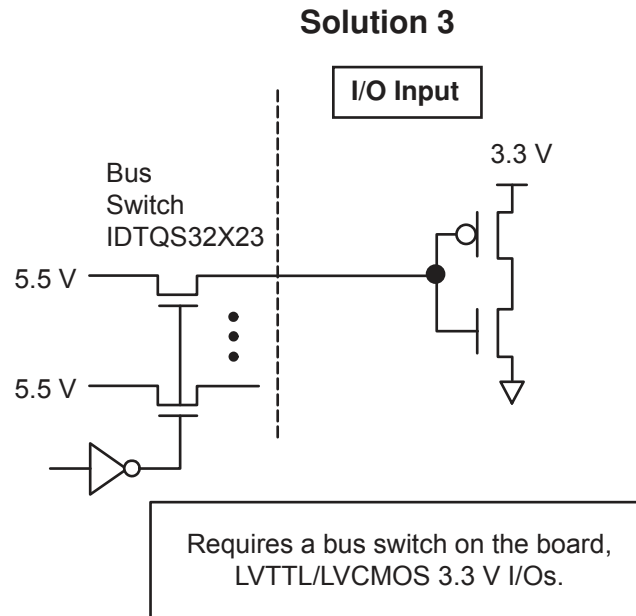 Solution 3
I/O Input
3.3 V
Bus
Switch
IDTQS32X23
5.5 V
5.5 V
Requires a bus switch on the board,
LVTTL/LVCMOS 3.3 V I/Os.